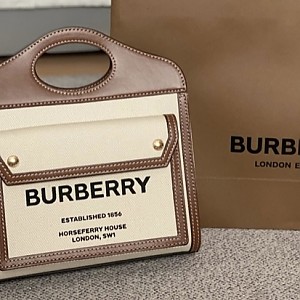 BURBERRY
ESTABLISHED 1856
HORSEFERRY HOUSE
LONDON, SW1
BURB
LONDON E